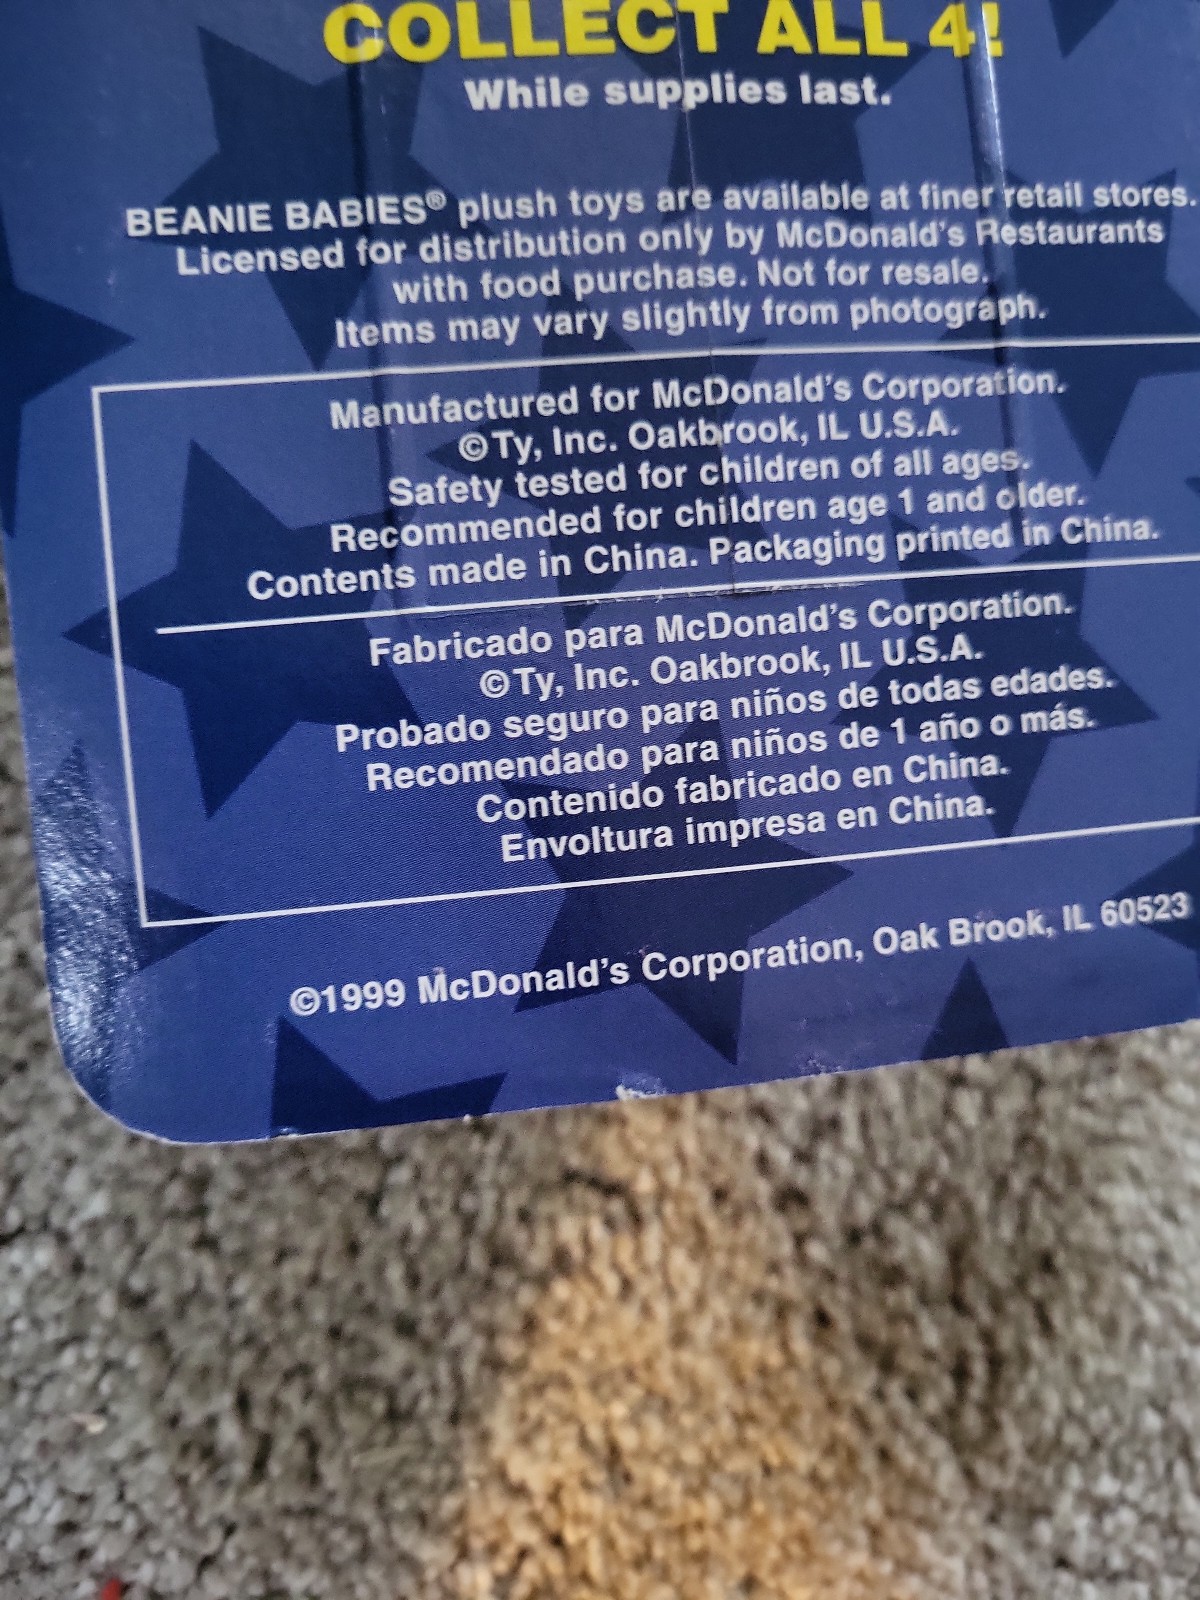 COLLECT ALL 4!
While supplies last.
BEANIE BABIES® plush toys are available at finer retail stores.
Licensed for distribution only by McDonald's Restaurants
with food purchase. Not for resale.
Items may vary slightly from photograph.
Manufactured for McDonald's Corporation.
©Ty, Inc. Oakbrook, IL U.S.A.
Safety tested for children of all ages.
Recommended for children age 1 and older.
Contents made in China. Packaging printed in China.
Fabricado para McDonald's Corporation.
©Ty, Inc. Oakbrook, IL U.S.A.
Probado seguro para niños de todas edades.
Recomendado para niños de 1 año o más.
Contenido fabricado en China.
Envoltura impresa en China.
©1999 McDonald's Corporation, Oak Brook, IL 60523